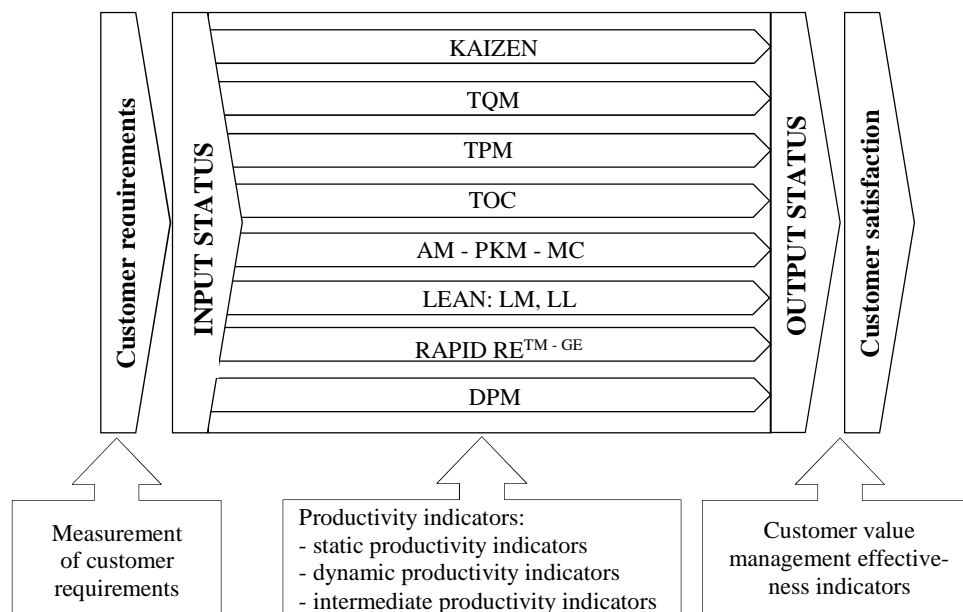 Customer requirements
INPUT STATUS
KAIZEN
TQM
TPM
TOC
AM - PKM - MC
LEAN: LM, LL
RAPID RE™ - GE
DPM
OUTPUT STATUS
Customer satisfaction
Measurement
of customer
requirements
Productivity indicators:
- static productivity indicators
- dynamic productivity indicators
- intermediate productivity indicators
Customer value
management effective-
ness indicators